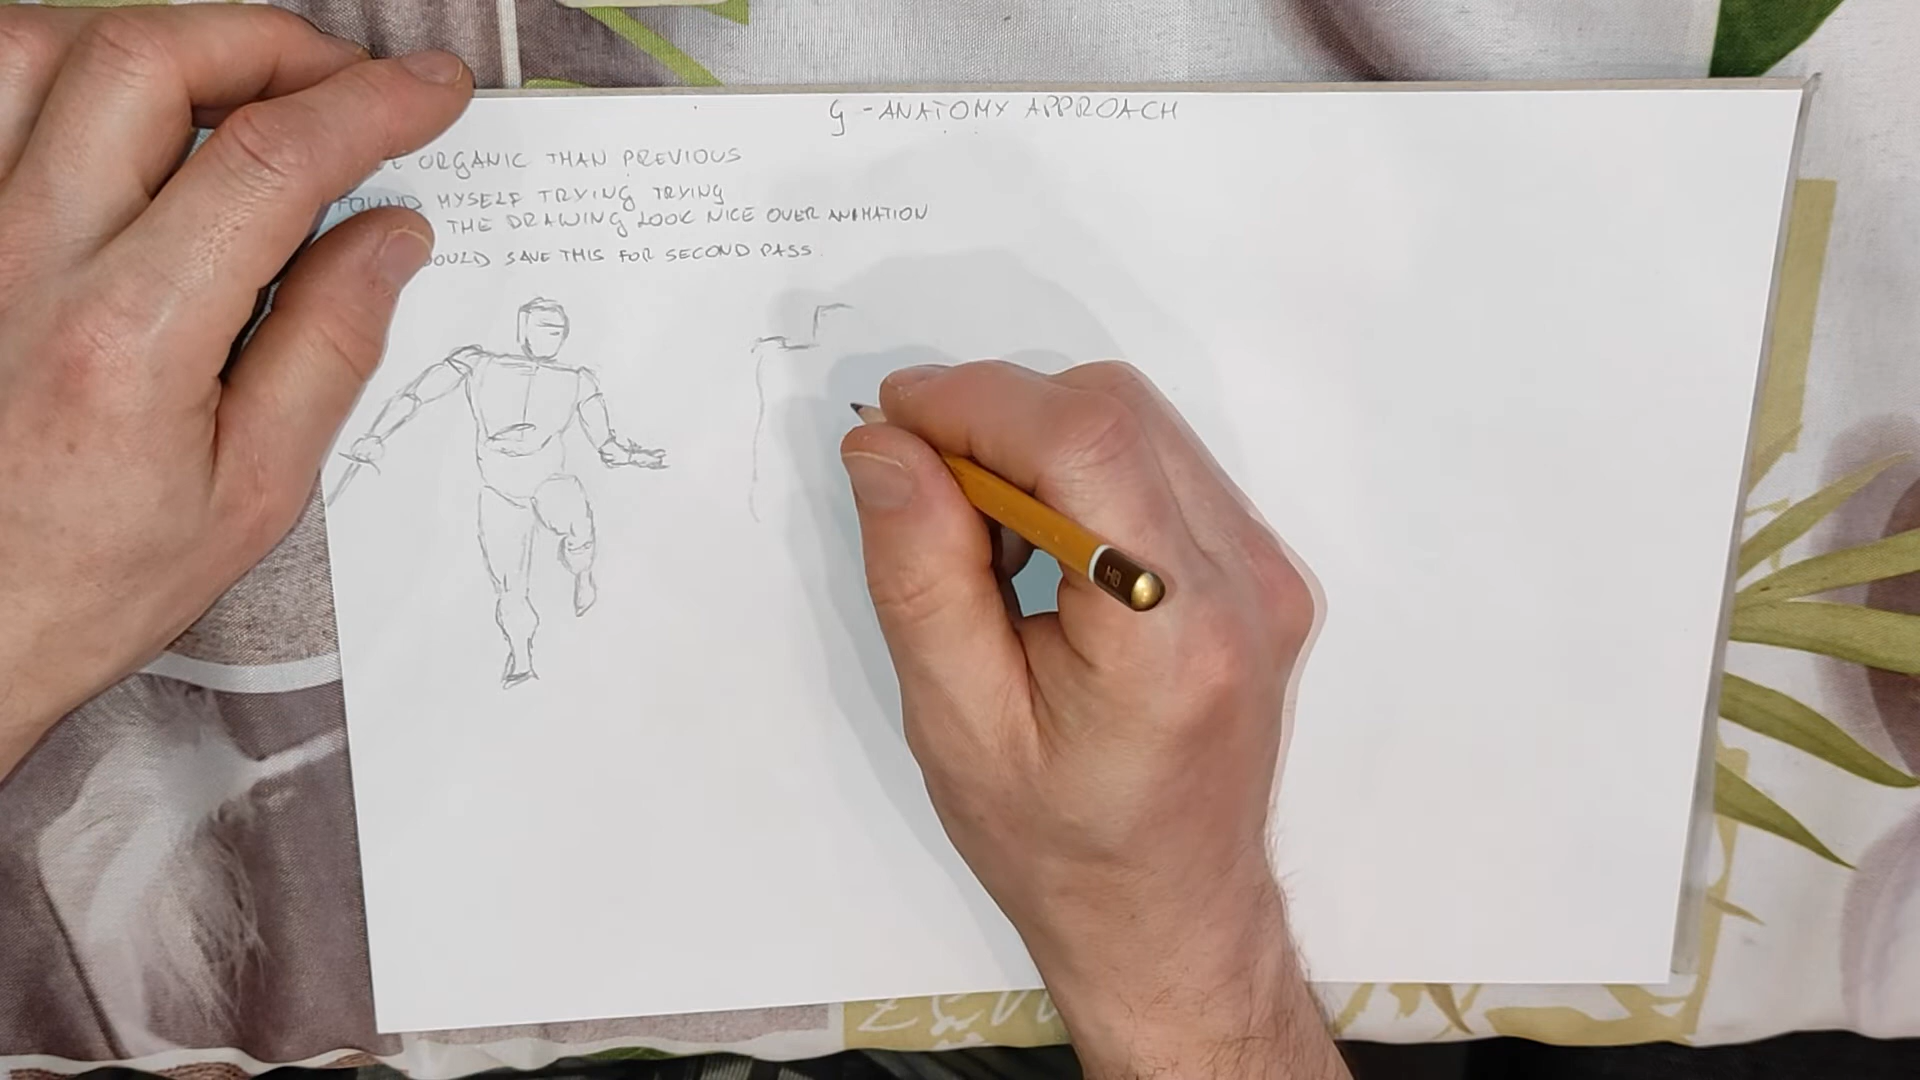 G - ANATOMY APPROACH
ORGANIC THAN PREVIOUS
FOUND MYSELF TRYING TRYING
THE DRAWING LOOK NICE OVER ANIMATION
SAVE THIS FOR SECOND PASS.
HB